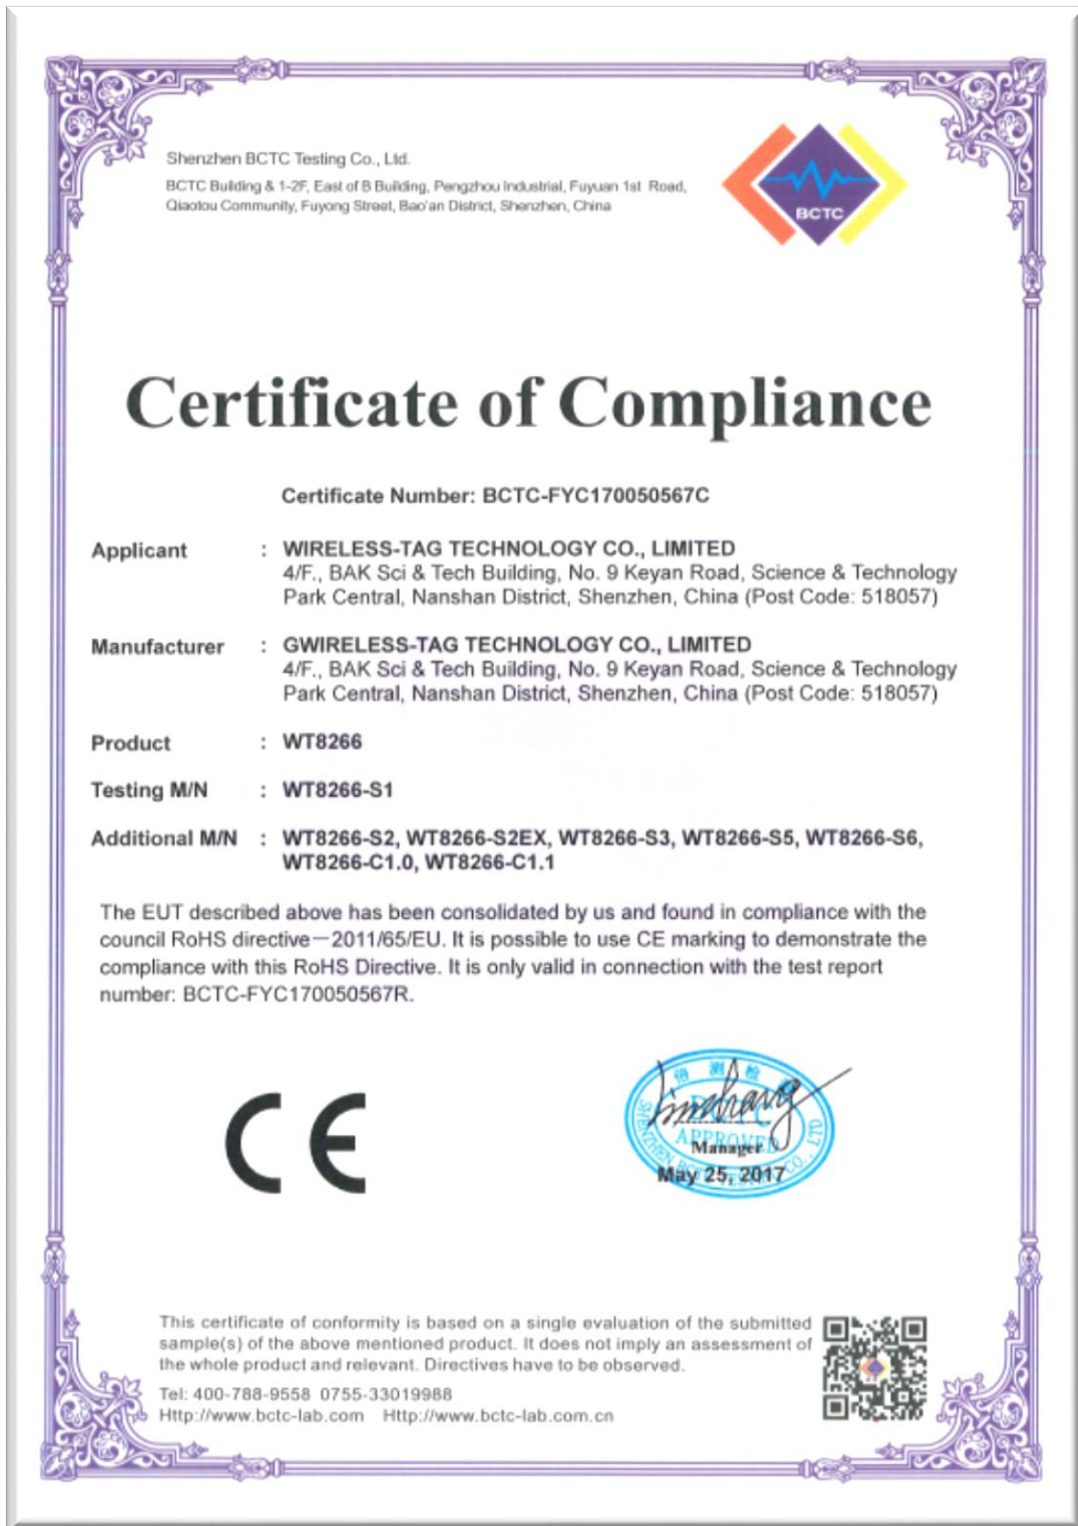 Shenzhen BCTC Testing Co., Ltd.
BCTC Building & 1-2F, East of B Building, Pengzhou Industrial, Fuyuan 1st Road,
Qiaotou Community, Fuyong Street, Bao'an District, Shenzhen, China
BCTC
Certificate of Compliance
Certificate Number: BCTC-FYC170050567C
Applicant : WIRELESS-TAG TECHNOLOGY CO., LIMITED
4/F., BAK Sci & Tech Building, No. 9 Keyan Road, Science & Technology
Park Central, Nanshan District, Shenzhen, China (Post Code: 518057)
Manufacturer : GWIRELESS-TAG TECHNOLOGY CO., LIMITED
4/F., BAK Sci & Tech Building, No. 9 Keyan Road, Science & Technology
Park Central, Nanshan District, Shenzhen, China (Post Code: 518057)
Product : WT8266
Testing M/N : WT8266-S1
Additional M/N : WT8266-S2, WT8266-S2EX, WT8266-S3, WT8266-S5, WT8266-S6,
WT8266-C1.0, WT8266-C1.1
The EUT described above has been consolidated by us and found in compliance with the
council RoHS directive—2011/65/EU. It is possible to use CE marking to demonstrate the
compliance with this RoHS Directive. It is only valid in connection with the test report
number: BCTC-FYC170050567R.
CE
测 检
BCTC
APPROVED
SHENZHEN BCTC TESTING CO., LTD
Manager
May 25, 2017
This certificate of conformity is based on a single evaluation of the submitted
sample(s) of the above mentioned product. It does not imply an assessment of
the whole product and relevant. Directives have to be observed.
Tel: 400-788-9558 0755-33019988
Http://www.bctc-lab.com Http://www.bctc-lab.com.cn